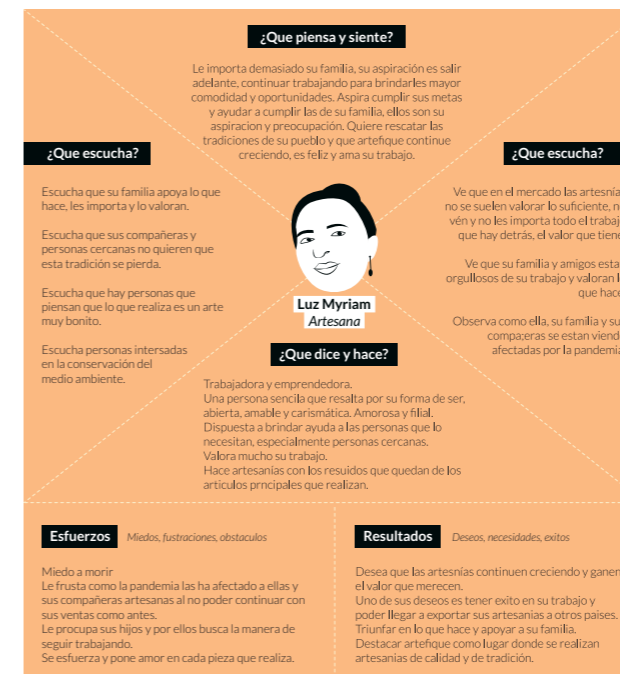 ¿Que piensa y siente?
Le importa demasiado su familia, su aspiración es salir
adelante, continuar trabajando para brindarles mayor
comodidad y oportunidades. Aspira cumplir sus metas
y ayudar a cumplir las de su familia, ellos son su
aspiracion y preocupación. Quiere rescatar las
tradiciones de su pueblo y que artefique continue
creciendo, es feliz y ama su trabajo.
¿Que escucha?
Escucha que su familia apoya lo que
hace, les importa y lo valoran.
Escucha que sus compañeras y
personas cercanas no quieren que
esta tradición se pierda.
Escucha que hay personas que
piensan que lo que realiza es un arte
muy bonito.
Escucha personas intersadas
en la conservación del
medio ambiente.
¿Que escucha?
Ve que en el mercado las artesnía
no se suelen valorar lo suficiente, n
vén y no les importa todo el trabaj
que hay detrás, el valor que tiene
Ve que su familia y amigos esta
orgullosos de su trabajo y valoran l
que hace
Observa como ella, su familia y su
compa;eras se estan viend
afectadas por la pandemia
Luz Myriam
Artesana
¿Que dice y hace?
Trabajadora y emprendedora.
Una persona sencila que resalta por su forma de ser,
abierta, amable y carismática. Amorosa y filial.
Dispuesta a brindar ayuda a las personas que lo
necesitan, especialmente personas cercanas.
Valora mucho su trabajo.
Hace artesanías con los resuidos que quedan de los
articulos prncipales que realizan.
Esfuerzos Miedos, fustraciones, obstaculos
Miedo a morir
Le frusta como la pandemia las ha afectado a ellas y
sus compañeras artesanas al no poder continuar con
sus ventas como antes.
Le procupa sus hijos y por ellos busca la manera de
seguir trabajando.
Se esfuerza y pone amor en cada pieza que realiza.
Resultados Deseos, necesidades, exitos
Desea que las artesnías continuen creciendo y ganen
el valor que merecen.
Uno de sus deseos es tener exito en su trabajo y
poder llegar a exportar sus artesanias a otros países.
Triunfar en lo que hace y apoyar a su familia.
Destacar artefique como lugar donde se realizan
artesanias de calidad y de tradición.